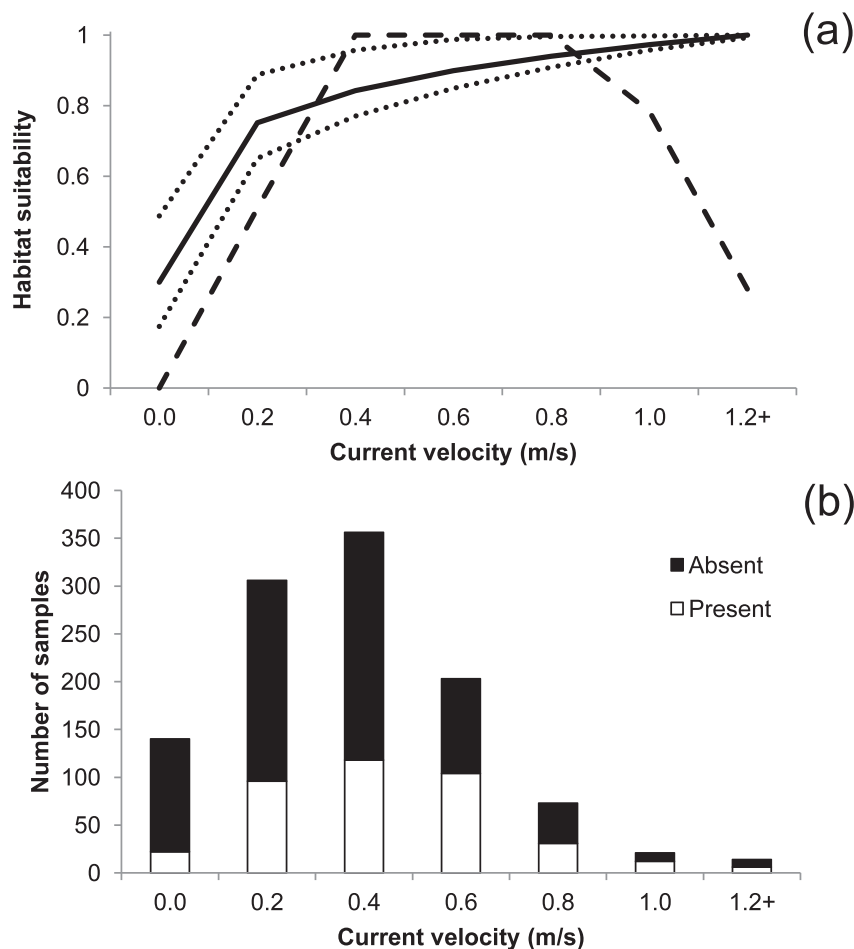 (a)
1
0.8
0.6
0.4
0.2
0
Habitat suitability
0.0 0.2 0.4 0.6 0.8 1.0 1.2+
Current velocity (m/s)
(b)
400
350
300
250
200
150
100
50
0
Number of samples
Absent
Present
0.0 0.2 0.4 0.6 0.8 1.0 1.2+
Current velocity (m/s)